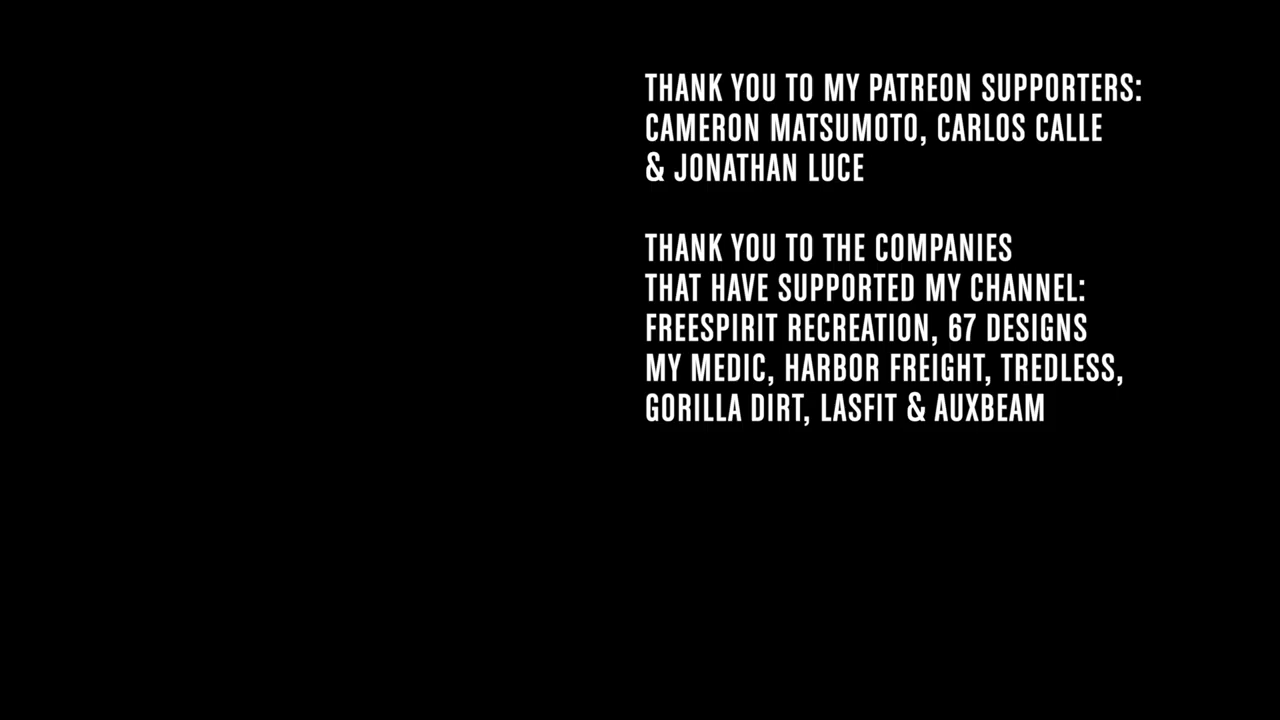 THANK YOU TO MY PATREON SUPPORTERS:
CAMERON MATSUMOTO, CARLOS CALLE
& JONATHAN LUCE
THANK YOU TO THE COMPANIES
THAT HAVE SUPPORTED MY CHANNEL:
FREESPIRIT RECREATION, 67 DESIGNS
MY MEDIC, HARBOR FREIGHT, TREDLESS,
GORILLA DIRT, LASFIT & AUXBEAM